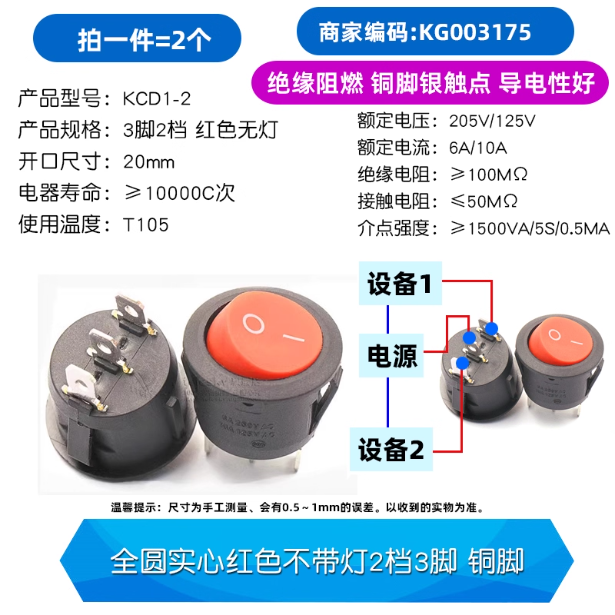 拍一件=2个
商家编码:KG003175
绝缘阻燃 铜脚银触点 导电性好
产品型号： KCD1-2
产品规格： 3脚2档 红色无灯
开口尺寸： 20mm
电器寿命： ≥10000C次
使用温度： T105
额定电压： 205V/125V
额定电流： 6A/10A
绝缘电阻： ≥100MΩ
接触电阻： ≤50MΩ
介点强度： ≥1500VA/5S/0.5MA
设备1
电源
设备2
温馨提示：尺寸为手工测量、会有0.5~1mm的误差。以收到的实物为准。
全圆实心红色不带灯2档3脚 铜脚